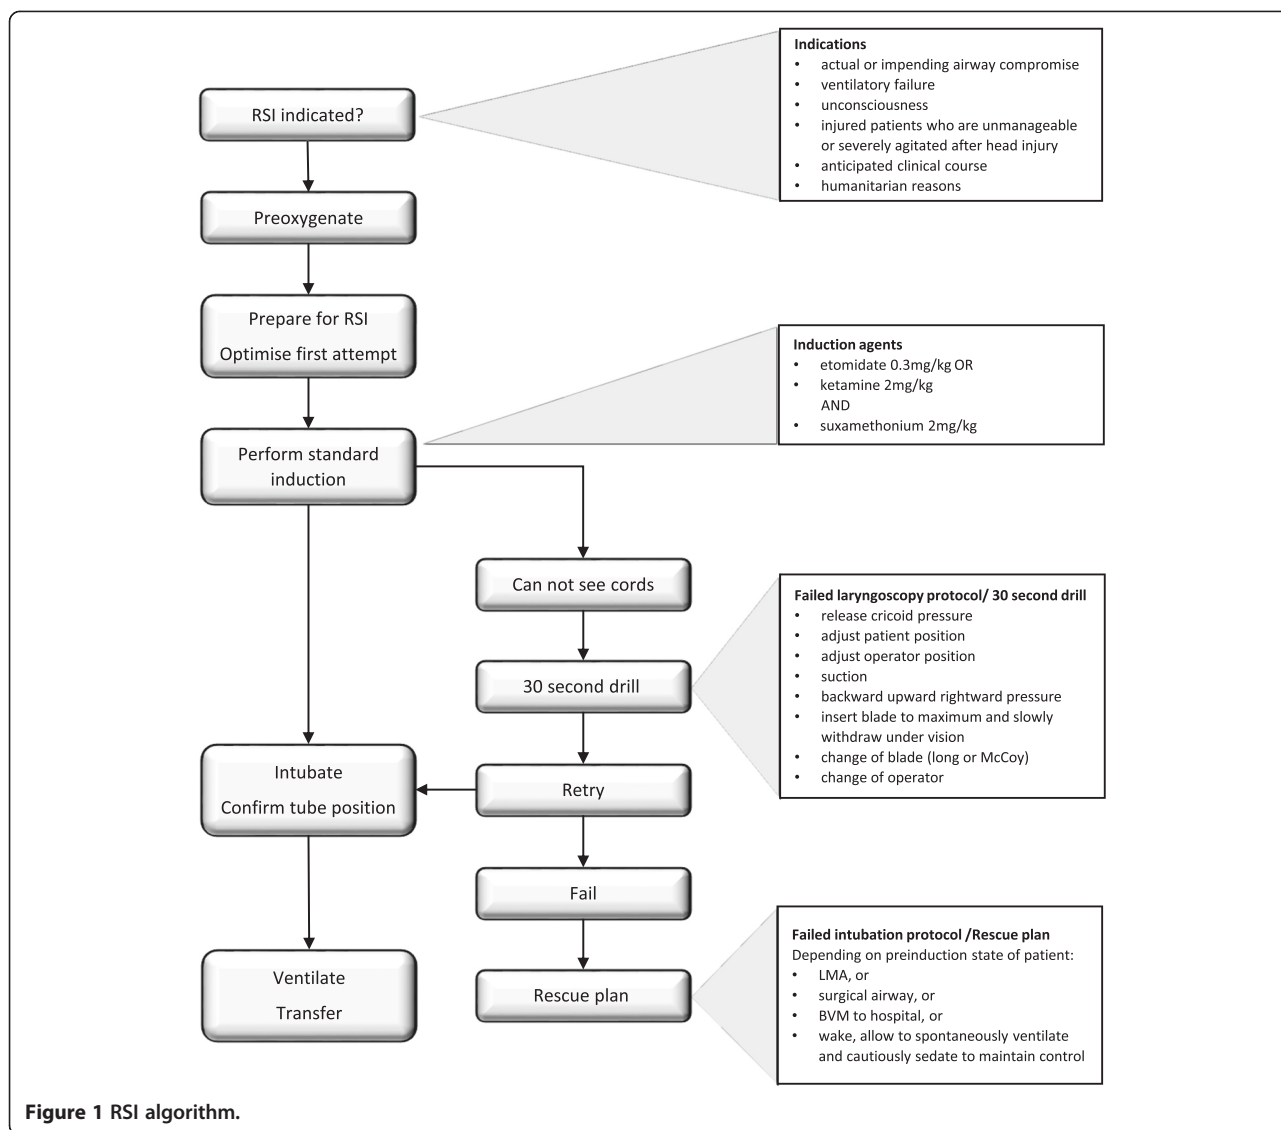 RSI indicated?
Preoxygenate
Prepare for RSI
Optimise first attempt
Perform standard
induction
Can not see cords
30 second drill
Intubate
Confirm tube position
Retry
Fail
Ventilate
Transfer
Rescue plan
Indications
• actual or impending airway compromise
• ventilatory failure
• unconsciousness
• injured patients who are unmanageable
or severely agitated after head injury
• anticipated clinical course
• humanitarian reasons
Induction agents
• etomidate 0.3mg/kg OR
• ketamine 2mg/kg
AND
• suxamethonium 2mg/kg
Failed laryngoscopy protocol/ 30 second drill
• release cricoid pressure
• adjust patient position
• adjust operator position
• suction
• backward upward rightward pressure
• insert blade to maximum and slowly
withdraw under vision
• change of blade (long or McCoy)
• change of operator
Failed intubation protocol /Rescue plan
Depending on preinduction state of patient:
• LMA, or
• surgical airway, or
• BVM to hospital, or
• wake, allow to spontaneously ventilate
and cautiously sedate to maintain control
Figure 1 RSI algorithm.